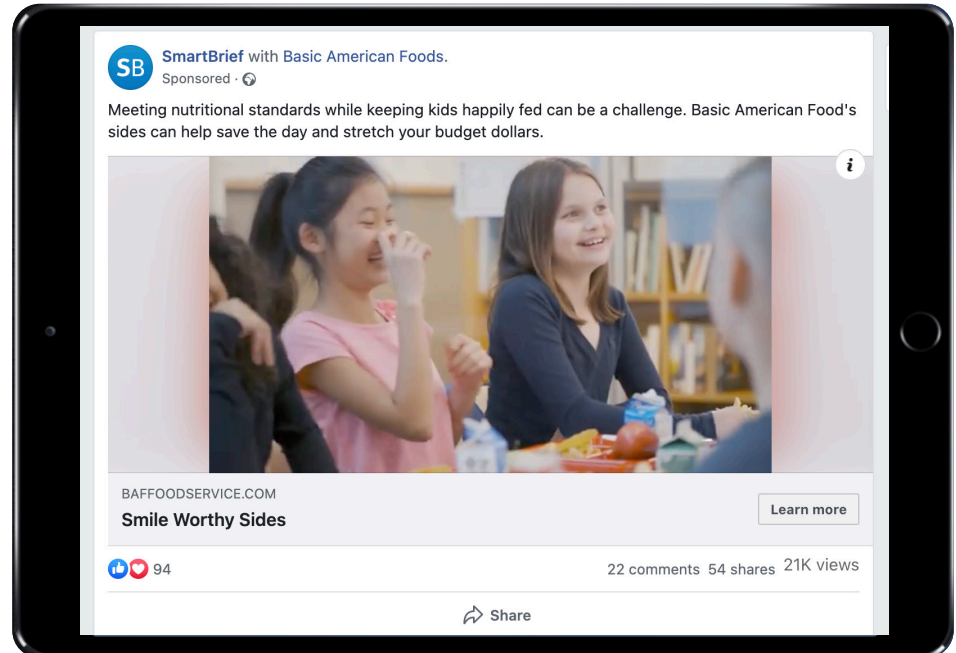 SB
SmartBrief with Basic American Foods.
Sponsored ·
Meeting nutritional standards while keeping kids happily fed can be a challenge. Basic American Food's
sides can help save the day and stretch your budget dollars.
i
BAFFOODSERVICE.COM
Smile Worthy Sides
Learn more
94
22 comments 54 shares 21K views
Share